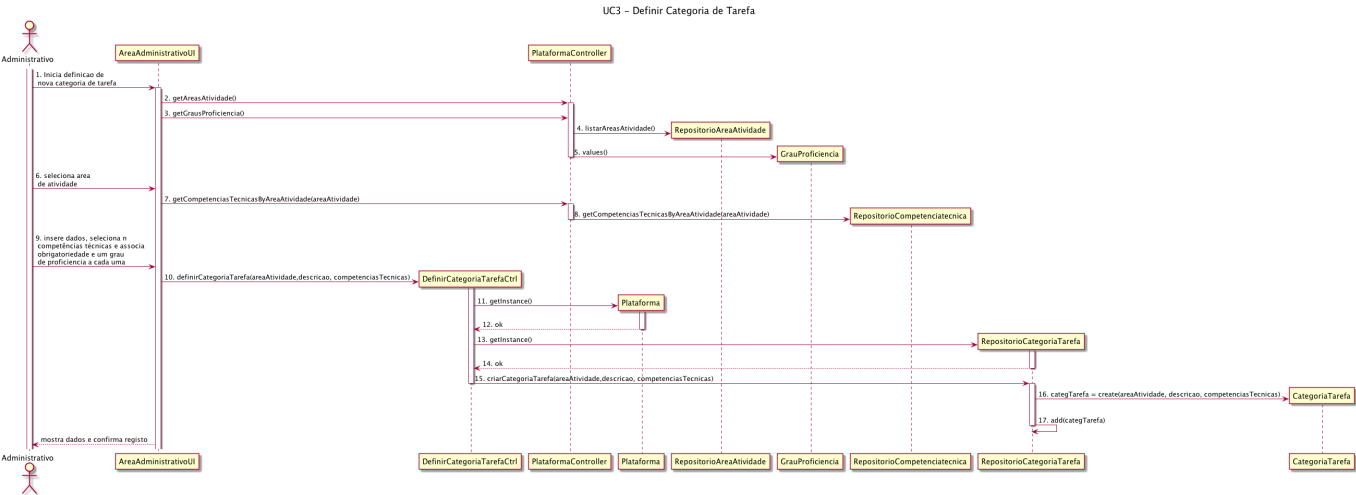 UC3 - Definir Categoria de Tarefa
Administrativo
AreaAdministrativoUI
PlataformaController
1. Inicia definicao de
nova categoria de tarefa
2. getAreasAtividade()
3. getGrausProficiencia()
4. listarAreasAtividade()
RepositorioAreaAtividade
5. values()
GrauProficiencia
6. seleciona area
de atividade
7. getCompetenciasTecnicasByAreaAtividade(areaAtividade)
8. getCompetenciasTecnicasByAreaAtividade(areaAtividade)
RepositorioCompetenciatecnica
9. insere dados, seleciona n
competências técnicas e associa
obrigatoriedade e um grau
de proficiencia a cada uma
10. definirCategoriaTarefa(areaAtividade,descricao, competenciasTecnicas)
DefinirCategoriaTarefaCtrl
11. getInstance()
Plataforma
12. ok
13. getInstance()
RepositorioCategoriaTarefa
14. ok
15. criarCategoriaTarefa(areaAtividade,descricao, competenciasTecnicas)
16. categTarefa = create(areaAtividade, descricao, competenciasTecnicas)
CategoriaTarefa
17. add(categTarefa)
mostra dados e confirma registo
Administrativo
AreaAdministrativoUI
DefinirCategoriaTarefaCtrl
PlataformaController
Plataforma
RepositorioAreaAtividade
GrauProficiencia
RepositorioCompetenciatecnica
RepositorioCategoriaTarefa
CategoriaTarefa